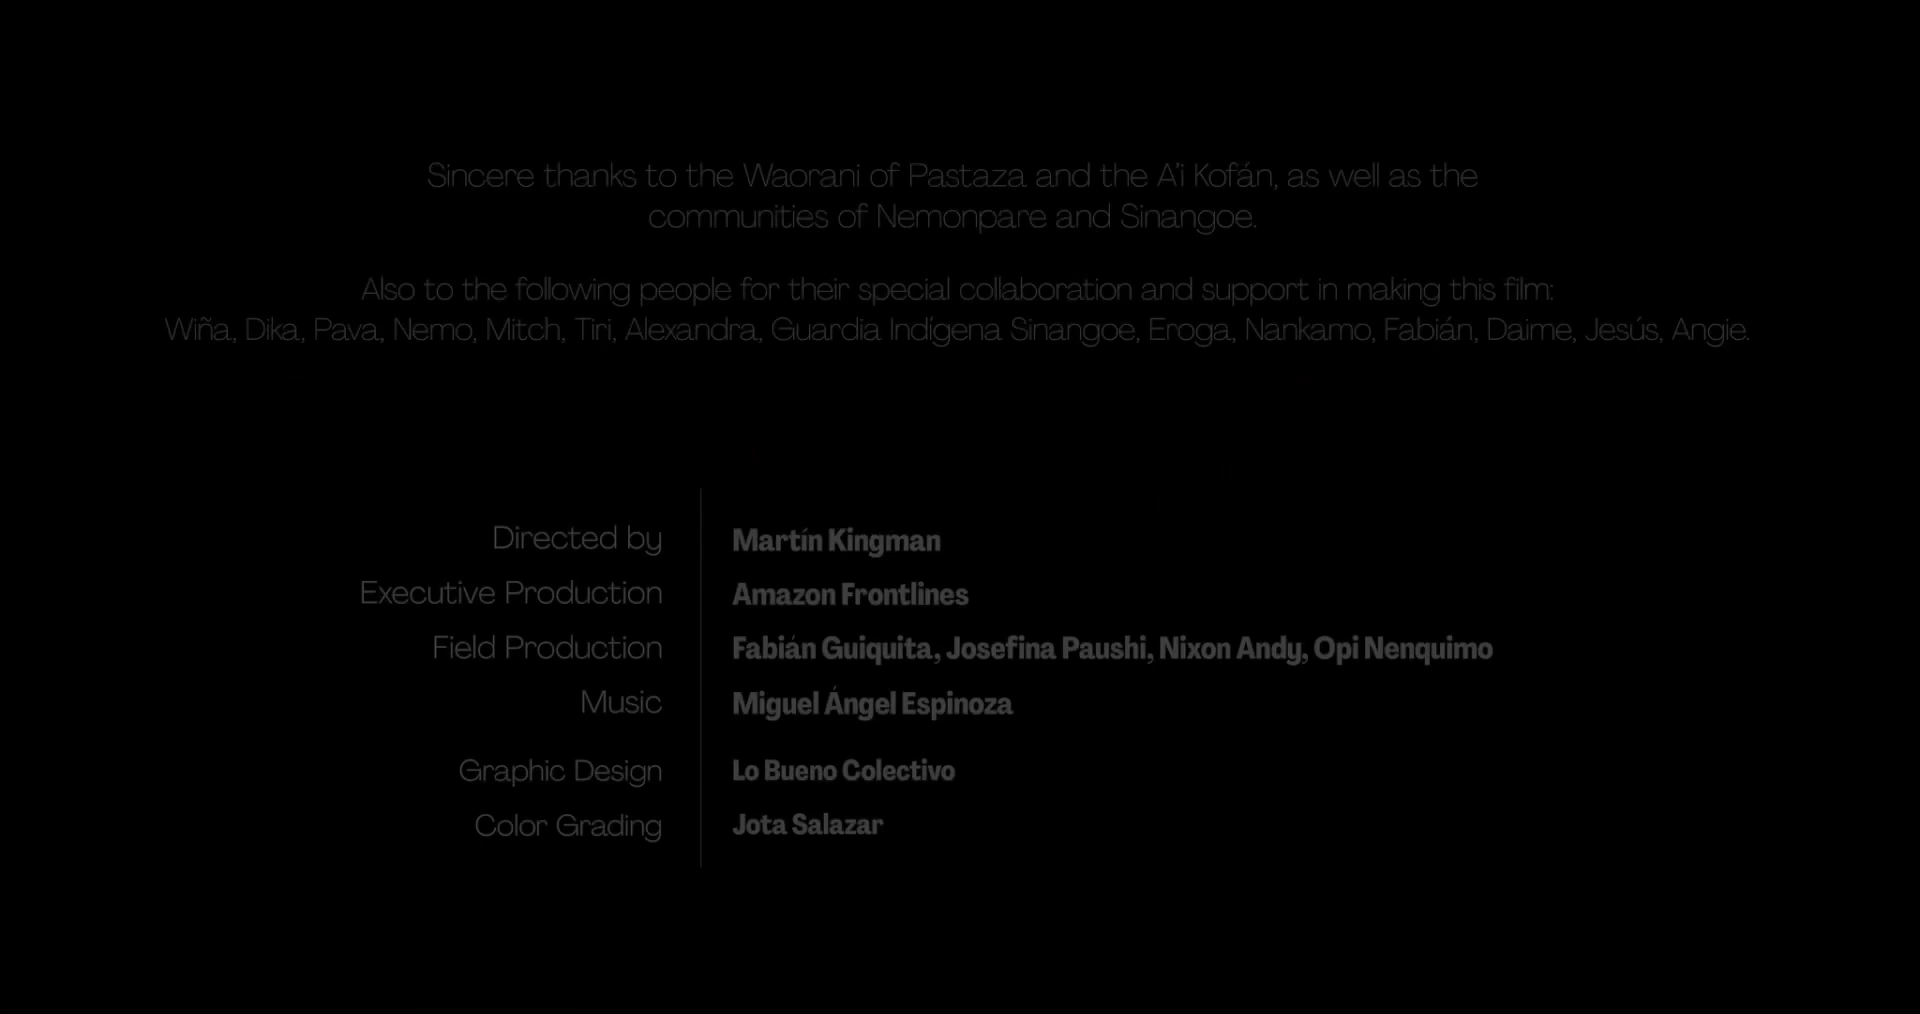 Sincere thanks to the Waorani of Pastaza and the A'i Kofán, as well as the
communities of Nemonpare and Sinangoe.
Also to the following people for their special collaboration and support in making this film:
Wiña, Dika, Pava, Nemo, Mitch, Tiri, Alexandra, Guardia Indígena Sinangoe, Eroga, Nankamo, Fabián, Daime, Jesús, Angie.
Directed by Martín Kingman
Executive Production Amazon Frontlines
Field Production Fabián Guiquita, Josefina Paushi, Nixon Andy, Opi Nenquimo
Music Miguel Ángel Espinoza
Graphic Design Lo Bueno Colectivo
Color Grading Jota Salazar